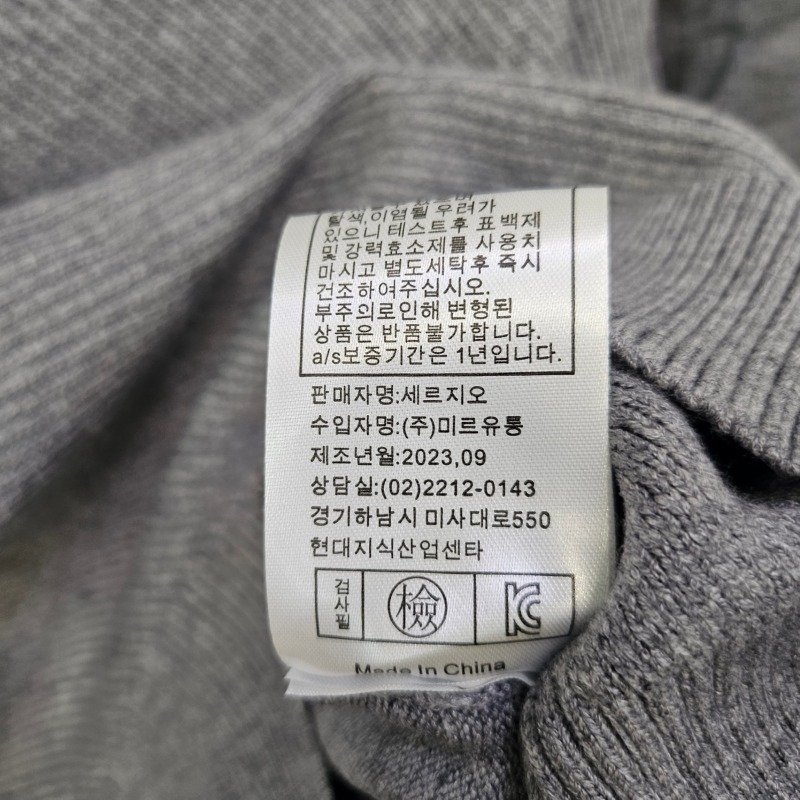 탈색,이염될 우려가
있으니 테스트후 표백제
및 강력효소제를 사용치
마시고 별도세탁후 즉시
건조하여주십시오.
부주의로인해 변형된
상품은 반품불가합니다.
a/s보증기간은 1년입니다.
판매자명:세르지오
수입자명:(주)미르유통
제조년월:2023,09
상담실:(02)2212-0143
경기하남시 미사대로550
현대지식산업센타
검사필 檢 KC
Made In China